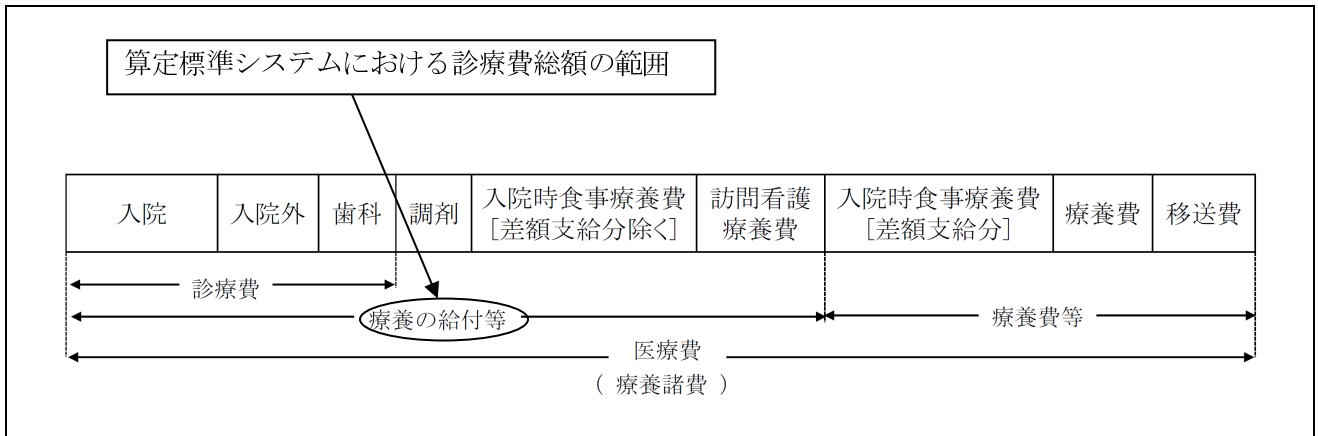 算定標準システムにおける診療費総額の範囲
入院
入院外
歯科
調剤
入院時食事療養費
[差額支給分除く]
訪問看護
療養費
入院時食事療養費
[差額支給分]
療養費
移送費
診療費
療養の給付等
療養費等
医療費
( 療養諸費 )